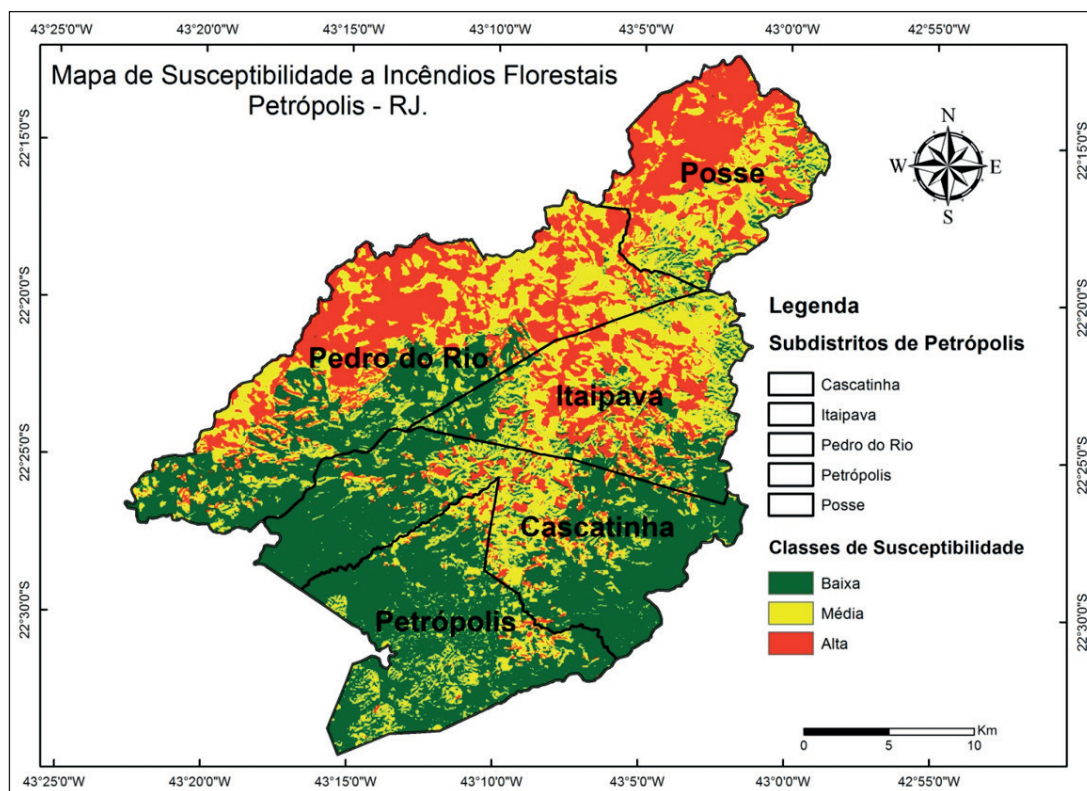 43°25'0"W 43°20'0"W 43°15'0"W 43°10'0"W 43°5'0"W 43°0'0"W 42°55'0"W
Mapa de Susceptibilidade a Incêndios Florestais
Petrópolis - RJ.
22°15'0"S
22°20'0"S
22°25'0"S
22°30'0"S
N
W E
S
Posse
Pedro do Rio
Itaipava
Cascatinha
Petrópolis
Legenda
Subdistritos de Petrópolis
Cascatinha
Itaipava
Pedro do Rio
Petrópolis
Posse
Classes de Susceptibilidade
Baixa
Média
Alta
Km
0 5 10
22°15'0"S
22°20'0"S
22°25'0"S
22°30'0"S
43°25'0"W 43°20'0"W 43°15'0"W 43°10'0"W 43°5'0"W 43°0'0"W 42°55'0"W